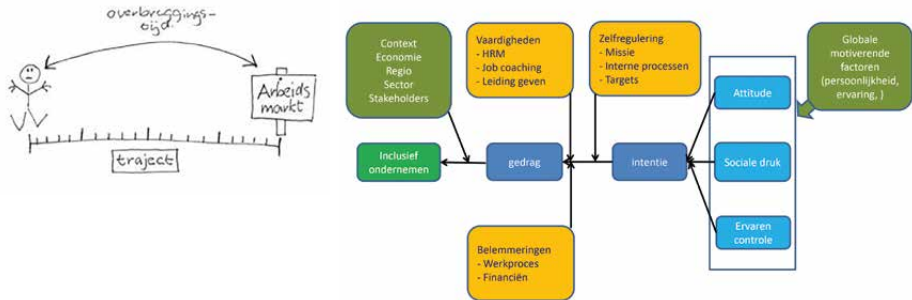 overbruggings-
tijd
Arbeids
markt
traject
Context
Economie
Regio
Sector
Stakeholders
Vaardigheden
- HRM
- Job coaching
- Leiding geven
Zelfregulering
- Missie
- Interne processen
- Targets
Globale
motiverende
factoren
(persoonlijkheid,
ervaring, )
Attitude
Inclusief
ondernemen
gedrag
intentie
Sociale druk
Ervaren
controle
Belemmeringen
- Werkproces
- Financiën